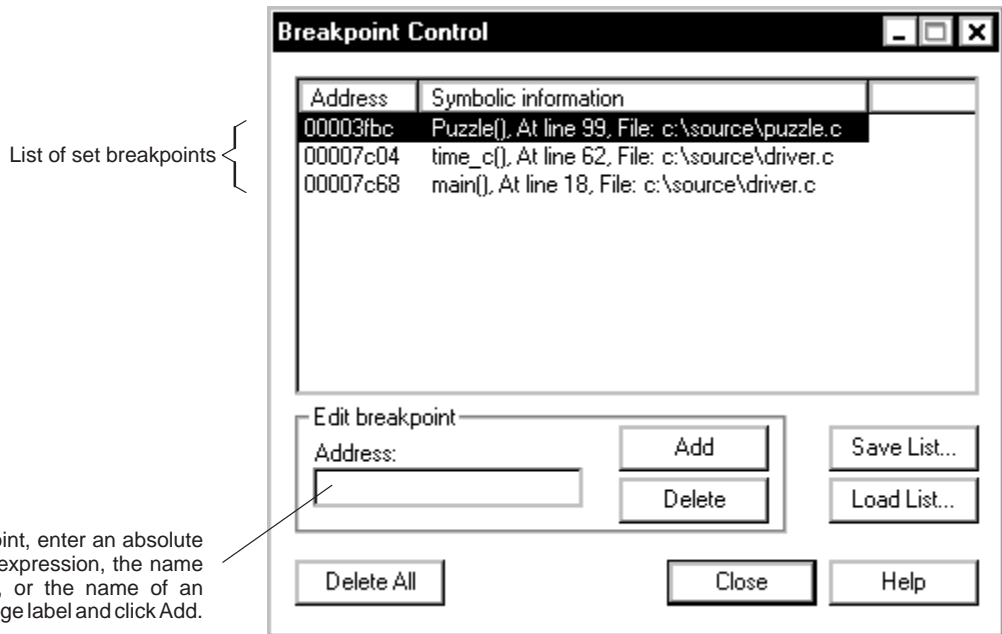 Breakpoint Control
Address Symbolic information
00003fbc Puzzle(), At line 99, File: c:\source\puzzle.c
00007c04 time_c(), At line 62, File: c:\source\driver.c
00007c68 main(), At line 18, File: c:\source\driver.c
List of set breakpoints
Edit breakpoint
Address:
Add
Delete
Save List...
Load List...
int, enter an absolute
expression, the name
, or the name of an
ge label and click Add.
Delete All
Close
Help